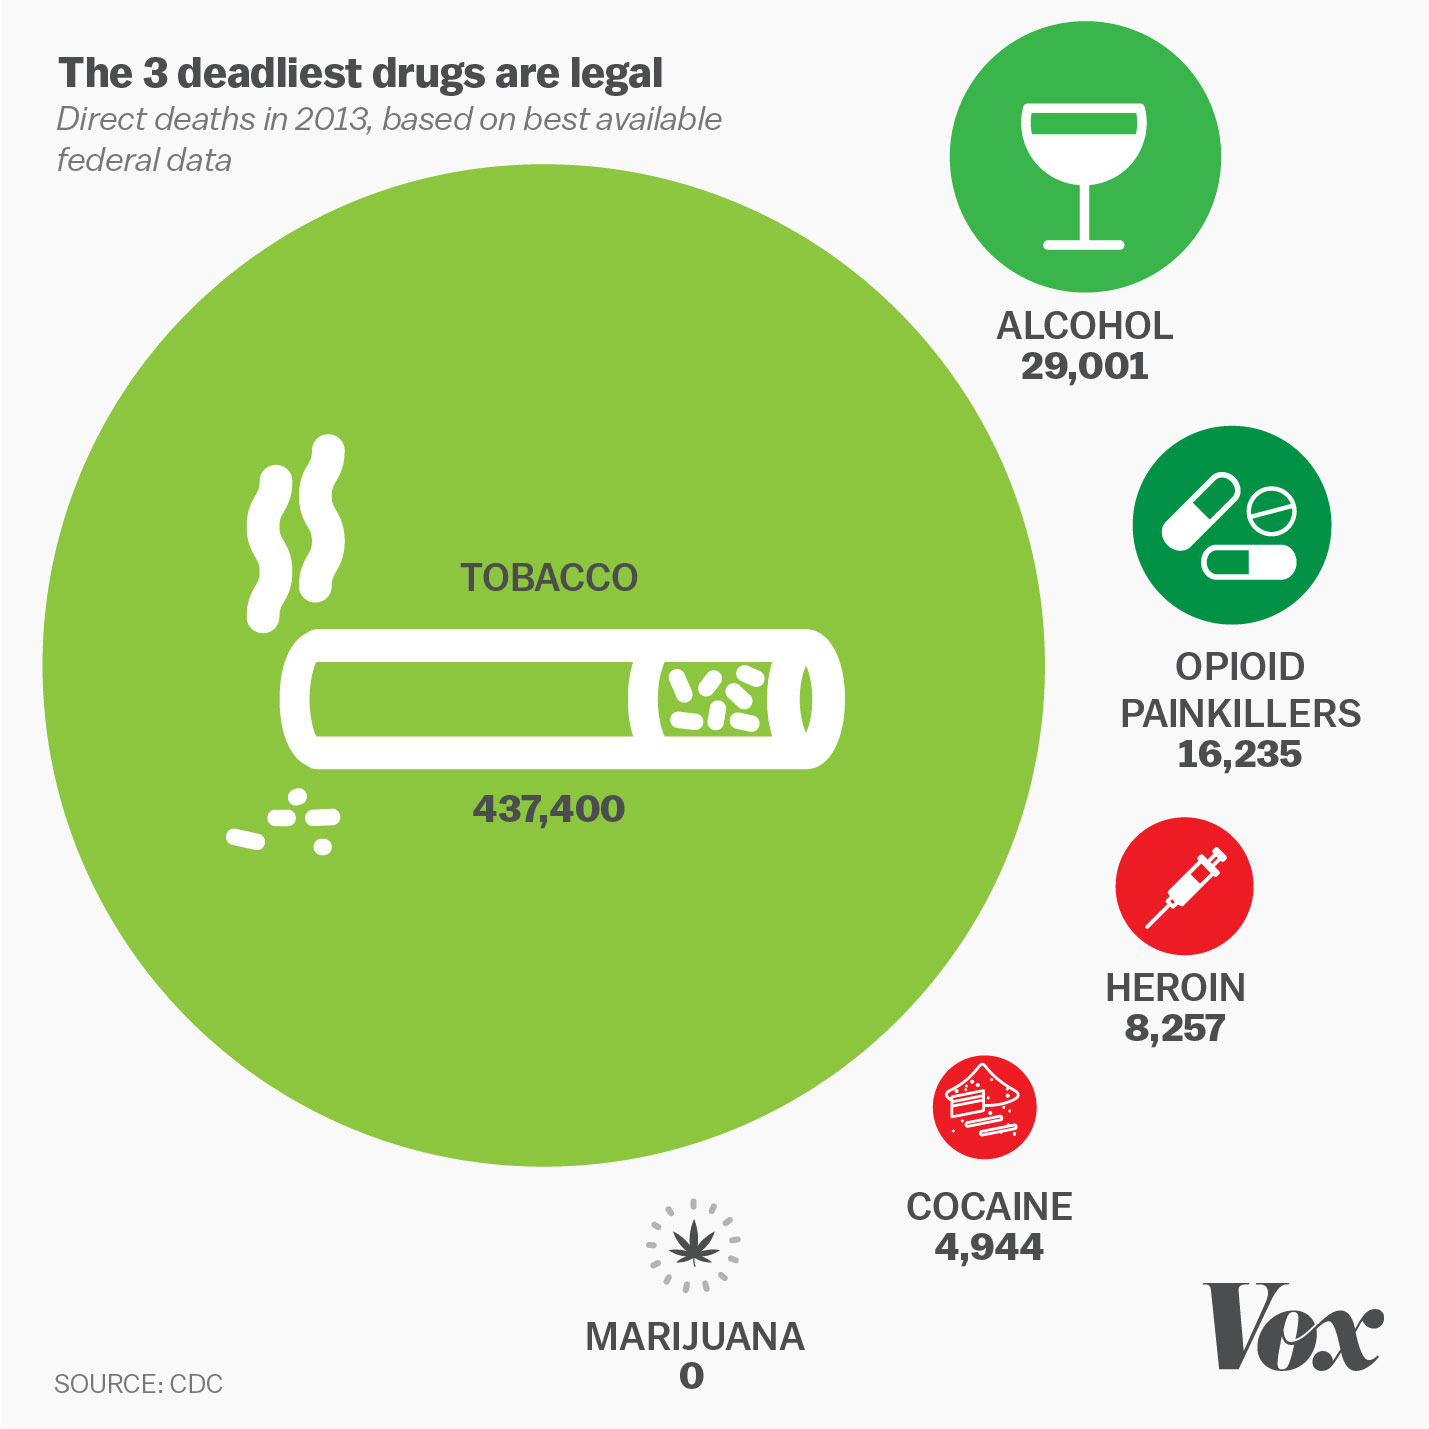 The 3 deadliest drugs are legal
Direct deaths in 2013, based on best available
federal data
ALCOHOL
29,001
TOBACCO
437,400
OPIOID
PAINKILLERS
16,235
HEROIN
8,257
COCAINE
4,944
MARIJUANA
0
SOURCE: CDC
Vox